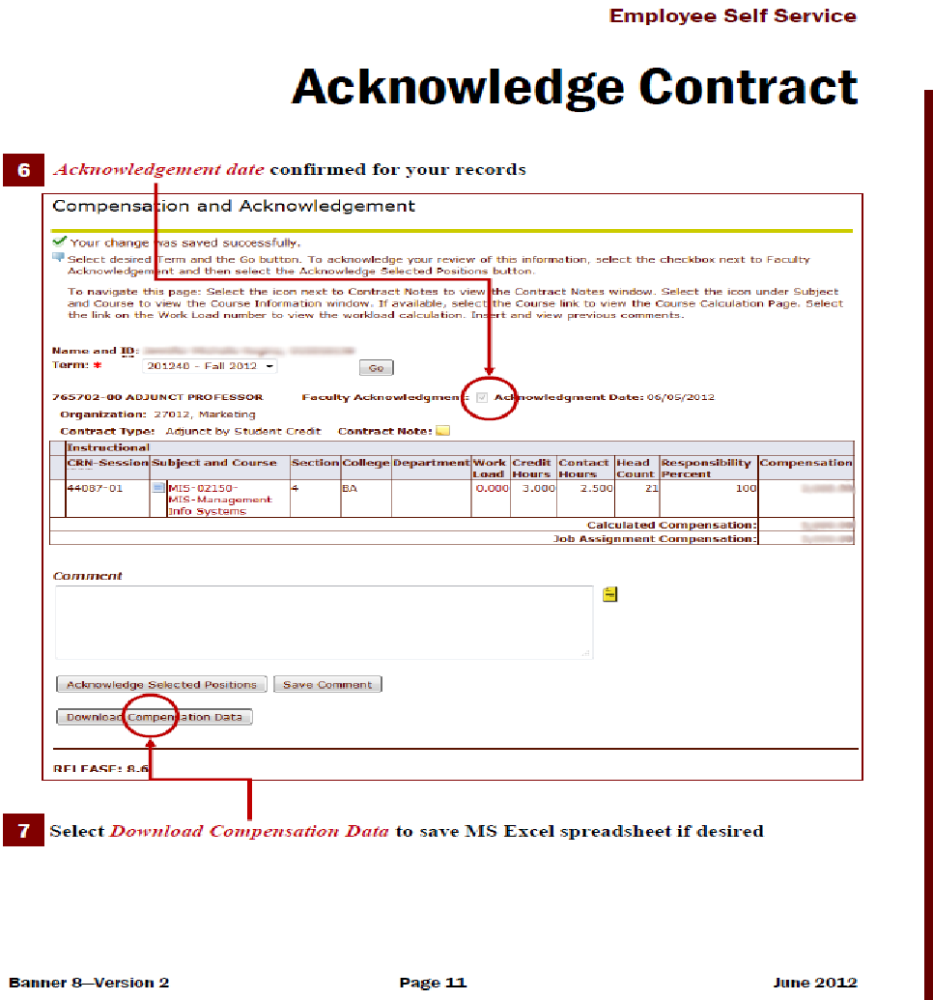 Employee Self Service
Acknowledge Contract
6 Acknowledgement date confirmed for your records
Compensation and Acknowledgement
Your change was saved successfully.
Select desired Term and the Go button. To acknowledge your review of this information, select the checkbox next to Faculty
Acknowledgement and then select the Acknowledge Selected Positions button.
To navigate this page: Select the icon next to Contract Notes to view the Contract Notes window. Select the icon under Subject
and Course to view the Course Information window. If available, select the Course link to view the Course Calculation Page. Select
the link on the Work Load number to view the workload calculation. Insert and view previous comments.
Name and ID:
Term: * 201240 - Fall 2012 Go
765702-00 ADJUNCT PROFESSOR Faculty Acknowledgment: Acknowledgment Date: 06/05/2012
Organization: 27012, Marketing
Contract Type: Adjunct by Student Credit Contract Note:
Instructional
CRN-Session Subject and Course Section College Department Work Credit Contact Head Responsibility Compensation
Load Hours Hours Count Percent
44087-01 MIS-02150- 4 BA 0.000 3.000 2.500 21 100
MIS-Management
Info Systems
Calculated Compensation:
Job Assignment Compensation:
Comment
Acknowledge Selected Positions Save Comment
Download Compensation Data
RELEASE: 8.6
7 Select Download Compensation Data to save MS Excel spreadsheet if desired
Banner 8—Version 2 Page 11 June 2012